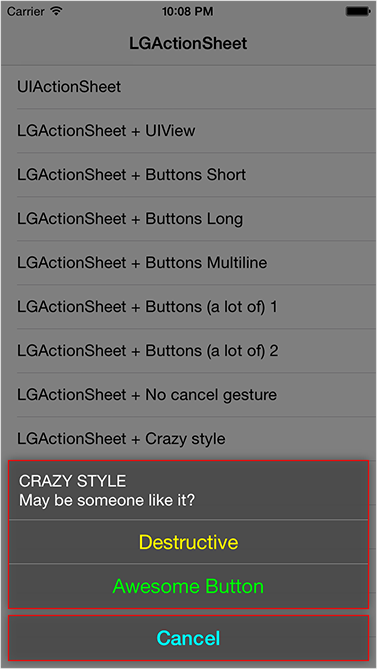 Carrier 10:08 PM
LGActionSheet
UIActionSheet
LGActionSheet + UIView
LGActionSheet + Buttons Short
LGActionSheet + Buttons Long
LGActionSheet + Buttons Multiline
LGActionSheet + Buttons (a lot of) 1
LGActionSheet + Buttons (a lot of) 2
LGActionSheet + No cancel gesture
LGActionSheet + Crazy style
CRAZY STYLE
May be someone like it?
Destructive
Awesome Button
Cancel